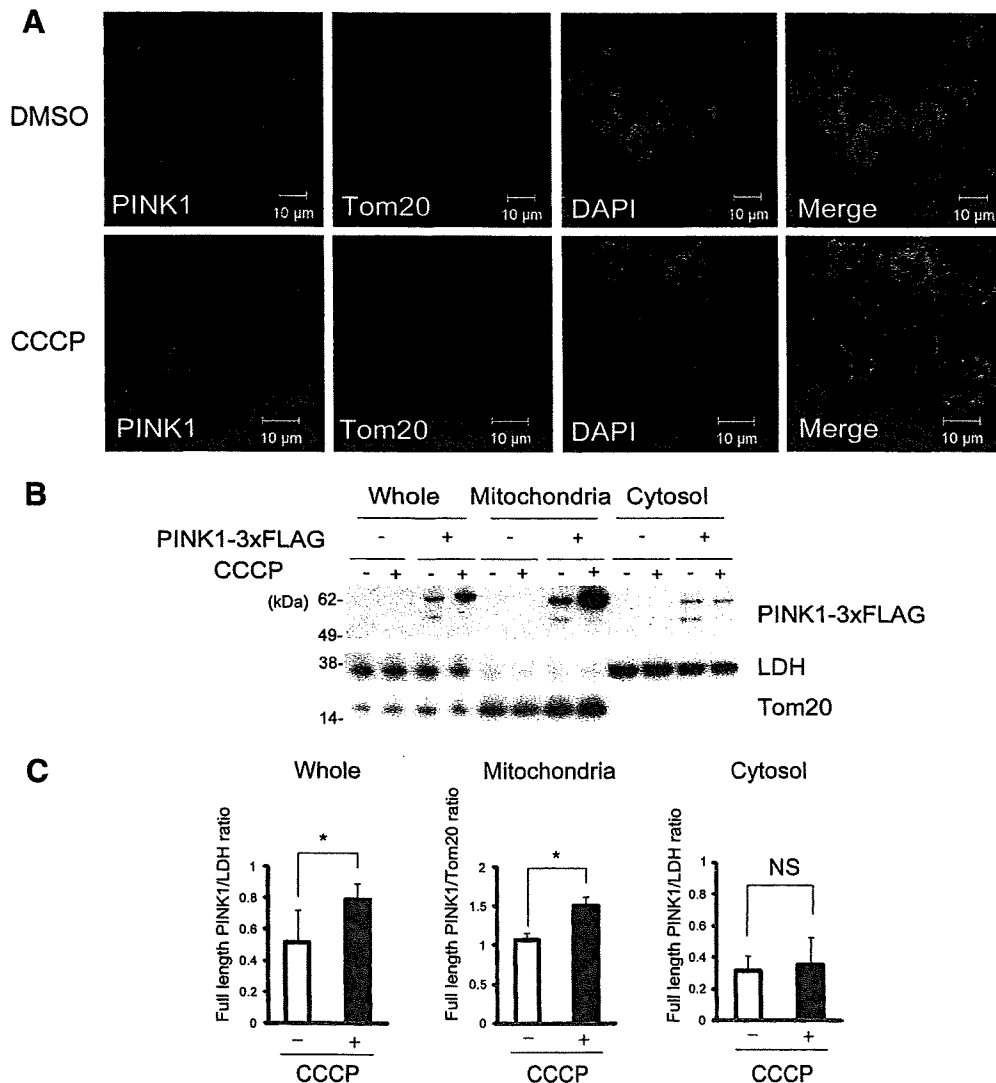 A
DMSO
PINK1 10 µm
Tom20 10 µm
DAPI 10 µm
Merge 10 µm
CCCP
PINK1 10 µm
Tom20 10 µm
DAPI 10 µm
Merge 10 µm
B
Whole Mitochondria Cytosol
PINK1-3xFLAG - + - + - +
CCCP - + - + - + - + - + - +
(kDa) 62-
PINK1-3xFLAG
49-
38-
LDH
Tom20
14-
C
Whole Mitochondria Cytosol
Full length PINK1/LDH ratio
1
0.8
0.6
0.4
0.2
0
*
− +
CCCP
Full length PINK1/Tom20 ratio
2
1.5
1
0.5
0
*
− +
CCCP
Full length PINK1/LDH ratio
1
0.8
0.6
0.4
0.2
0
NS
− +
CCCP